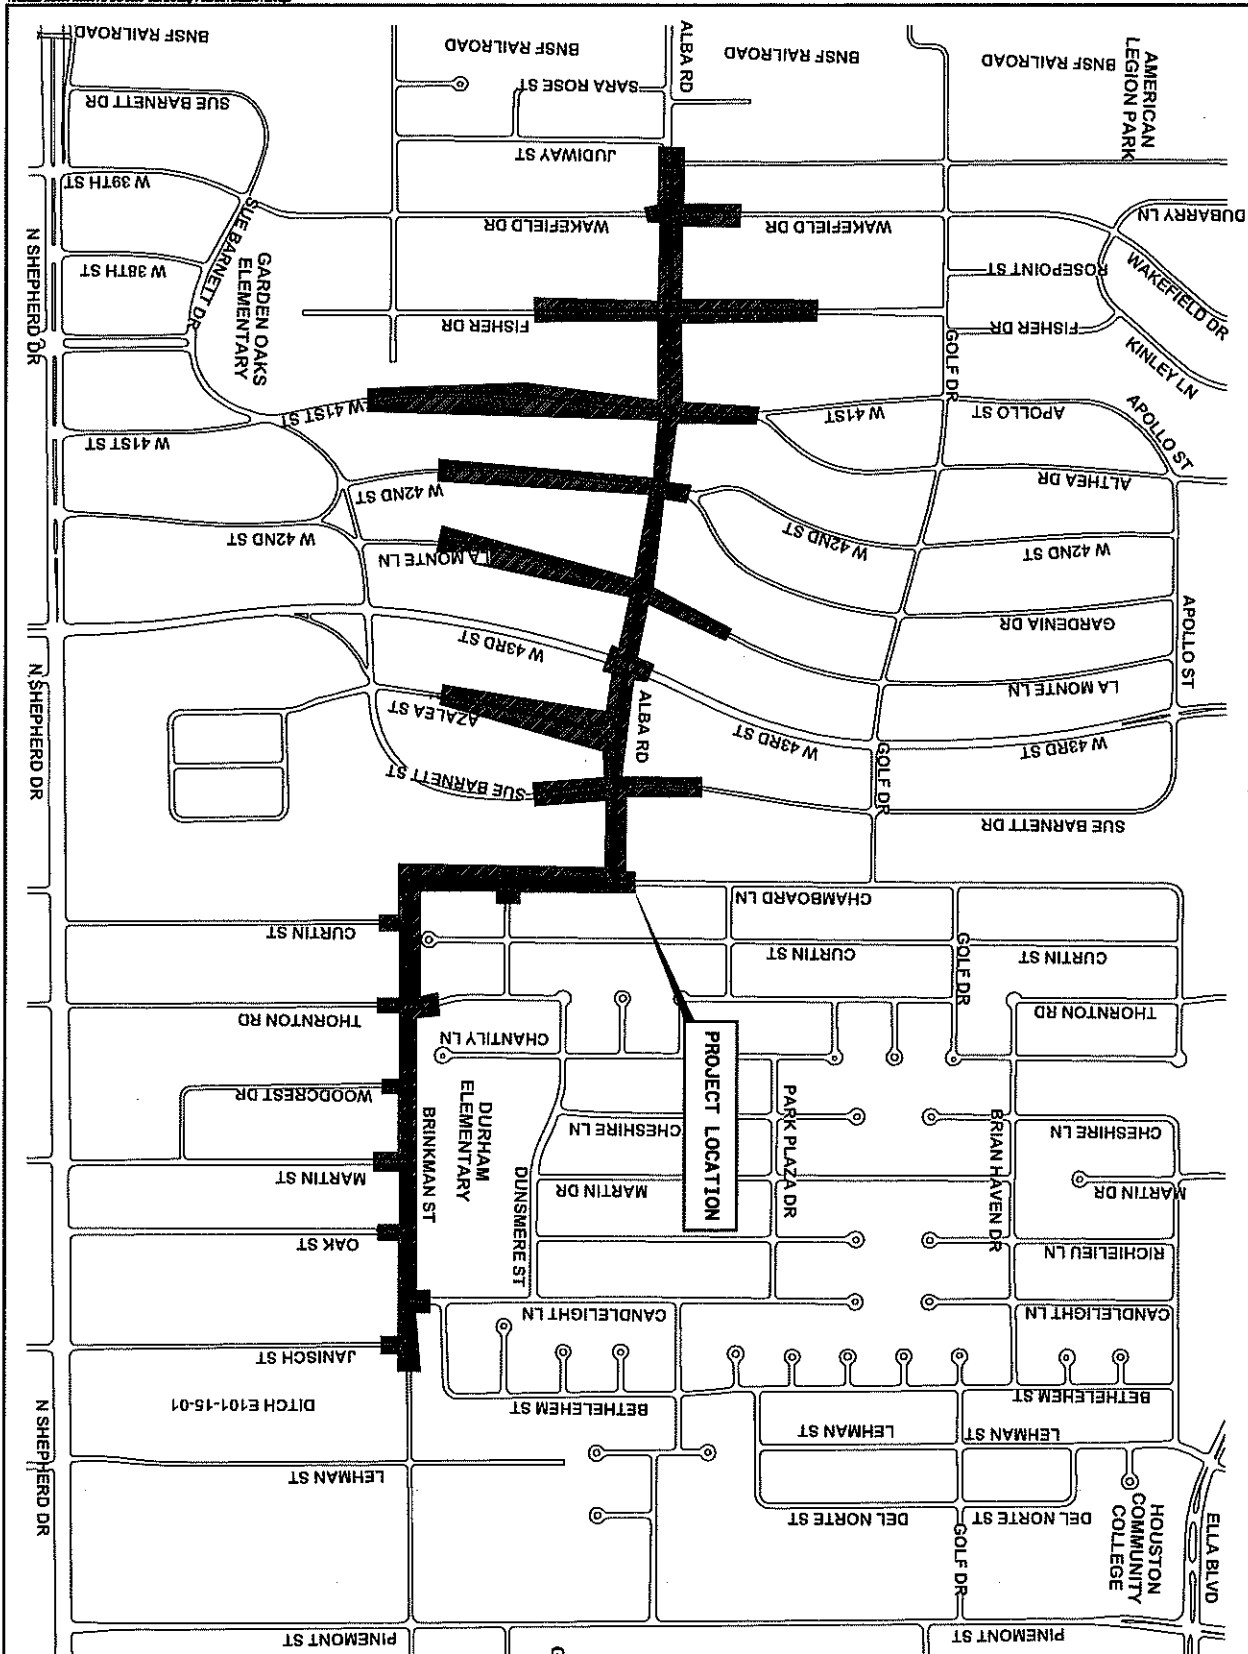 BNSF RAILROAD
BNSF RAILROAD
ALBA RD
BNSF RAILROAD
BNSF RAILROAD
AMERICAN
LEGION PARK
SUE BARNETT DR
SARA ROSE ST
JUDIWAY ST
W 39TH ST
SUE BARNETT DR
WAKEFIELD DR
WAKEFIELD DR
DUBARRY LN
N SHEPHERD DR
W 38TH ST
GARDEN OAKS
ELEMENTARY
ROSEPOINT ST
WAKEFIELD DR
FISHER DR
FISHER DR
KINLEY LN
GOLF DR
W 41ST ST
W 41ST ST
W 41ST
APOLLO ST
APOLLO ST
W 42ND ST
ALTHEA DR
W 42ND ST
LA MONTE LN
W 42ND ST
W 42ND ST
GARDENIA DR
APOLLO ST
W 43RD ST
LA MONTE LN
N SHEPHERD DR
AZALEA ST
ALBA RD
W 43RD ST
W 43RD ST
SUE BARNETT ST
GOLF DR
SUE BARNETT DR
CHAMBOARD LN
CURTIN ST
CURTIN ST
GOLF DR
CURTIN ST
THORNTON RD
CHANTILY LN
THORNTON RD
PROJECT LOCATION
WOODCREST DR
BRINKMAN ST
DURHAM
ELEMENTARY
CHESHIRE LN
PARK PLAZA DR
BRIAN HAVEN DR
CHESHIRE LN
MARTIN ST
DUNSMERE ST
MARTIN DR
MARTIN DR
OAK ST
RICHIELIEU LN
CANDLELIGHT LN
CANDLELIGHT LN
JANISCH ST
DITCH E101-15-01
BETHELEHEM ST
BETHELEHEM ST
N SHEPHERD DR
LEHMAN ST
LEHMAN ST
LEHMAN ST
DEL NORTE ST
DEL NORTE ST
GOLF DR
HOUSTON
COMMUNITY
COLLEGE
ELLA BLVD
PINEMONT ST
PINEMONT ST